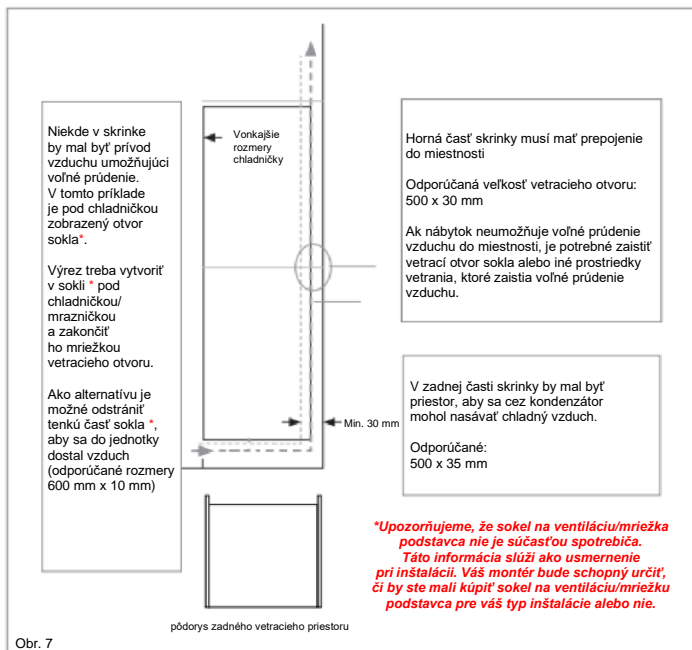 Niekde v skrinke
by mal byť prívod
vzduchu umožňujúci
voľné prúdenie.
V tomto príklade
je pod chladničkou
zobrazený otvor
sokla*.
Výrez treba vytvoriť
v sokli * pod
chladničkou/
mrazničkou
a zakončiť
ho mriežkou
vetracieho otvoru.
Ako alternatívu je
možné odstrániť
tenkú časť sokla *,
aby sa do jednotky
dostal vzduch
(odporúčané rozmery
600 mm x 10 mm)
Vonkajšie
rozmery
chladničky
Horná časť skrinky musí mať prepojenie
do miestnosti
Odporúčaná veľkosť vetracieho otvoru:
500 x 30 mm
Ak nábytok neumožňuje voľné prúdenie
vzduchu do miestnosti, je potrebné zaistiť
vetrací otvor sokla alebo iné prostriedky
vetrania, ktoré zaistia voľné prúdenie
vzduchu.
Min. 30 mm
V zadnej časti skrinky by mal byť
priestor, aby sa cez kondenzátor
mohol nasávať chladný vzduch.
Odporúčané:
500 x 35 mm
*Upozorňujeme, že sokel na ventiláciu/mriežka
podstavca nie je súčasťou spotrebiča.
Táto informácia slúži ako usmernenie
pri inštalácii. Váš montér bude schopný určiť,
či by ste mali kúpiť sokel na ventiláciu/mriežku
podstavca pre váš typ inštalácie alebo nie.
pôdorys zadného vetracieho priestoru
Obr. 7